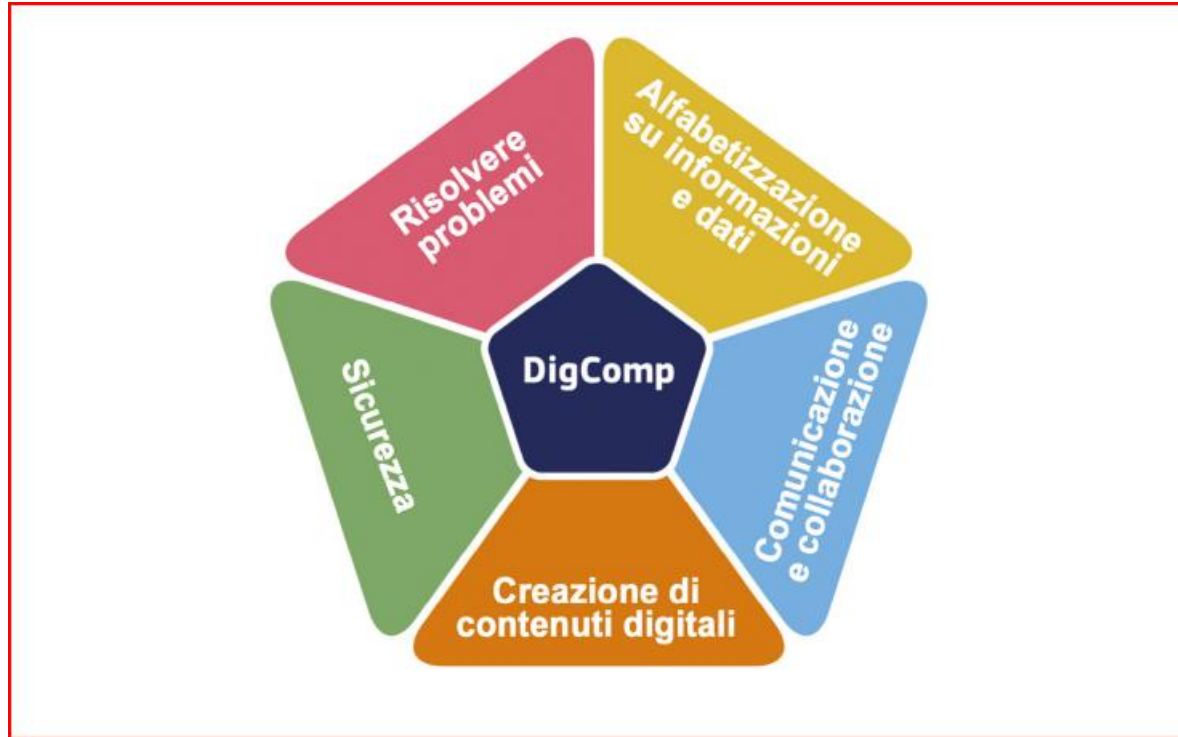 Risolvere
problemi
Alfabetizzazione
su informazioni
e dati
Sicurezza
DigComp
Comunicazione
e collaborazione
Creazione di
contenuti digitali